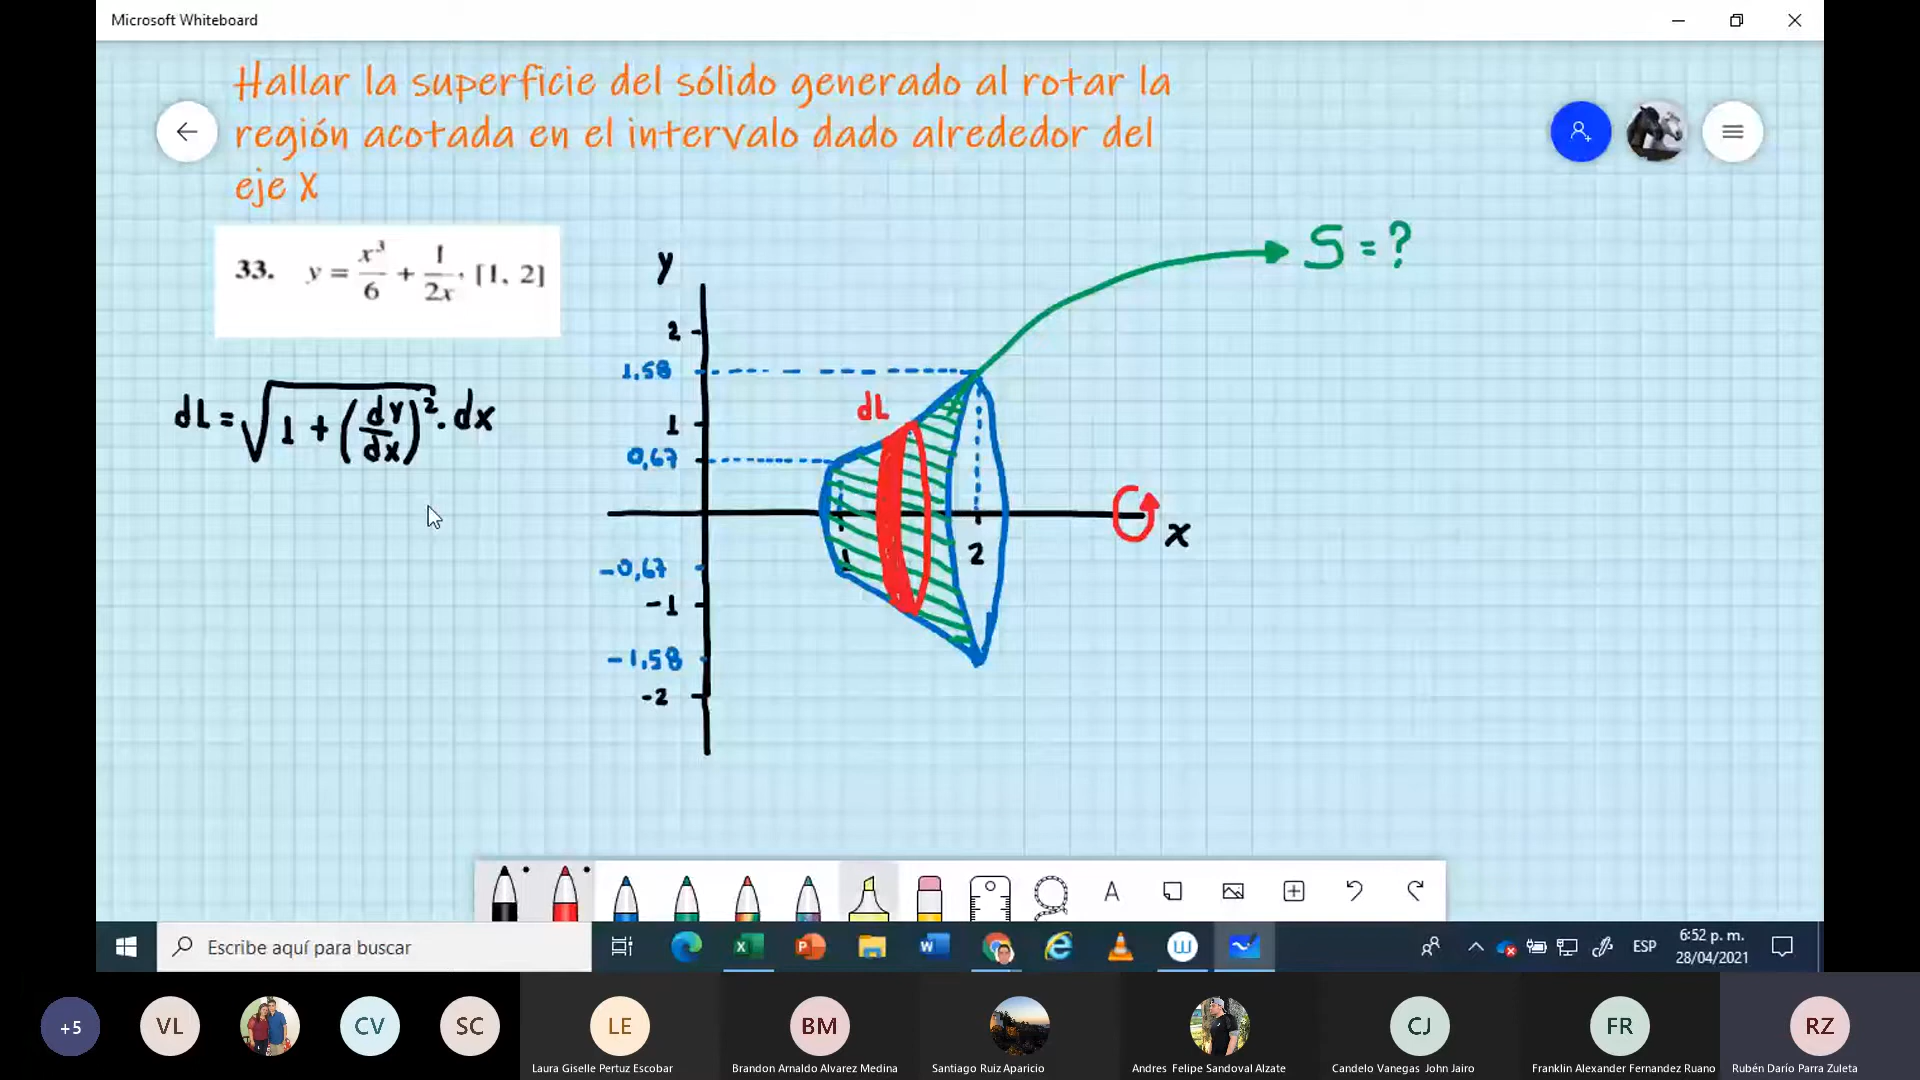 Microsoft Whiteboard
Hallar la superficie del sólido generado al rotar la
región acotada en el intervalo dado alrededor del
eje X
33. y = x³/6 + 1/2x, [1, 2]
dL = √(1 + (dy/dx)²) · dx
y
S = ?
2
1,58
dL
1
0,67
x
1
2
-0,67
-1
-1,58
-2
A
Escribe aquí para buscar
ESP
6:52 p. m.
28/04/2021
+5
VL
CV
SC
LE
BM
CJ
FR
RZ
Laura Giselle Pertuz Escobar
Brandon Arnaldo Alvarez Medina
Santiago Ruiz Aparicio
Andres Felipe Sandoval Alzate
Candelo Vanegas John Jairo
Franklin Alexander Fernandez Ruano
Rubén Darío Parra Zuleta